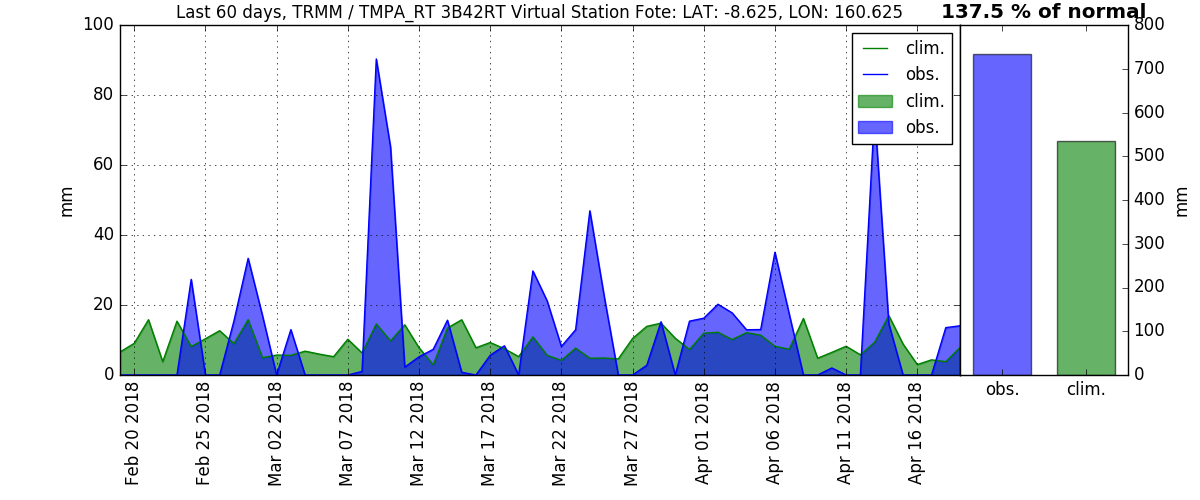 Last 60 days, TRMM / TMPA_RT 3B42RT Virtual Station Fote: LAT: -8.625, LON: 160.625
137.5 % of normal
100
80
60
40
20
0
mm
clim.
obs.
clim.
obs.
Feb 20 2018
Feb 25 2018
Mar 02 2018
Mar 07 2018
Mar 12 2018
Mar 17 2018
Mar 22 2018
Mar 27 2018
Apr 01 2018
Apr 06 2018
Apr 11 2018
Apr 16 2018
800
700
600
500
400
300
200
100
0
mm
obs.
clim.